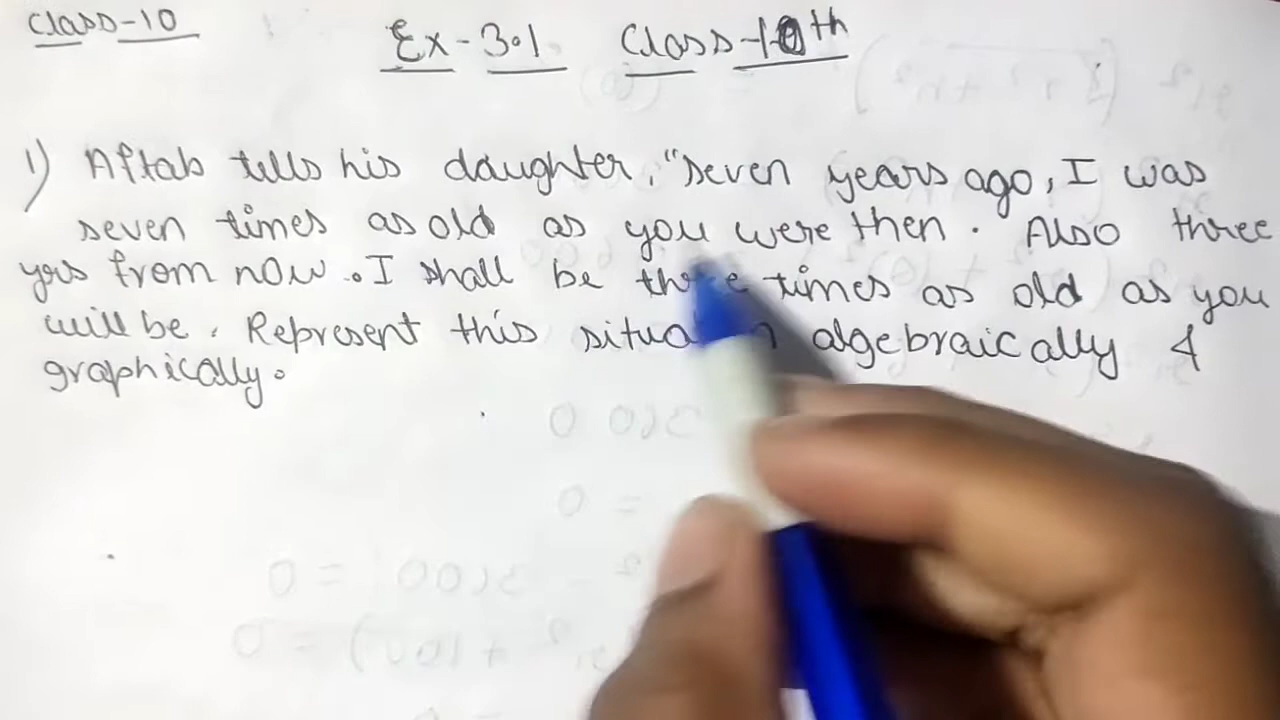 Class-10
Ex-3.1 Class-10th
1) Aftab tells his daughter, "seven years ago, I was
seven times as old as you were then. Also three
yrs from now. I shall be three times as old as you
will be. Represent this situa algebraically &
graphically.